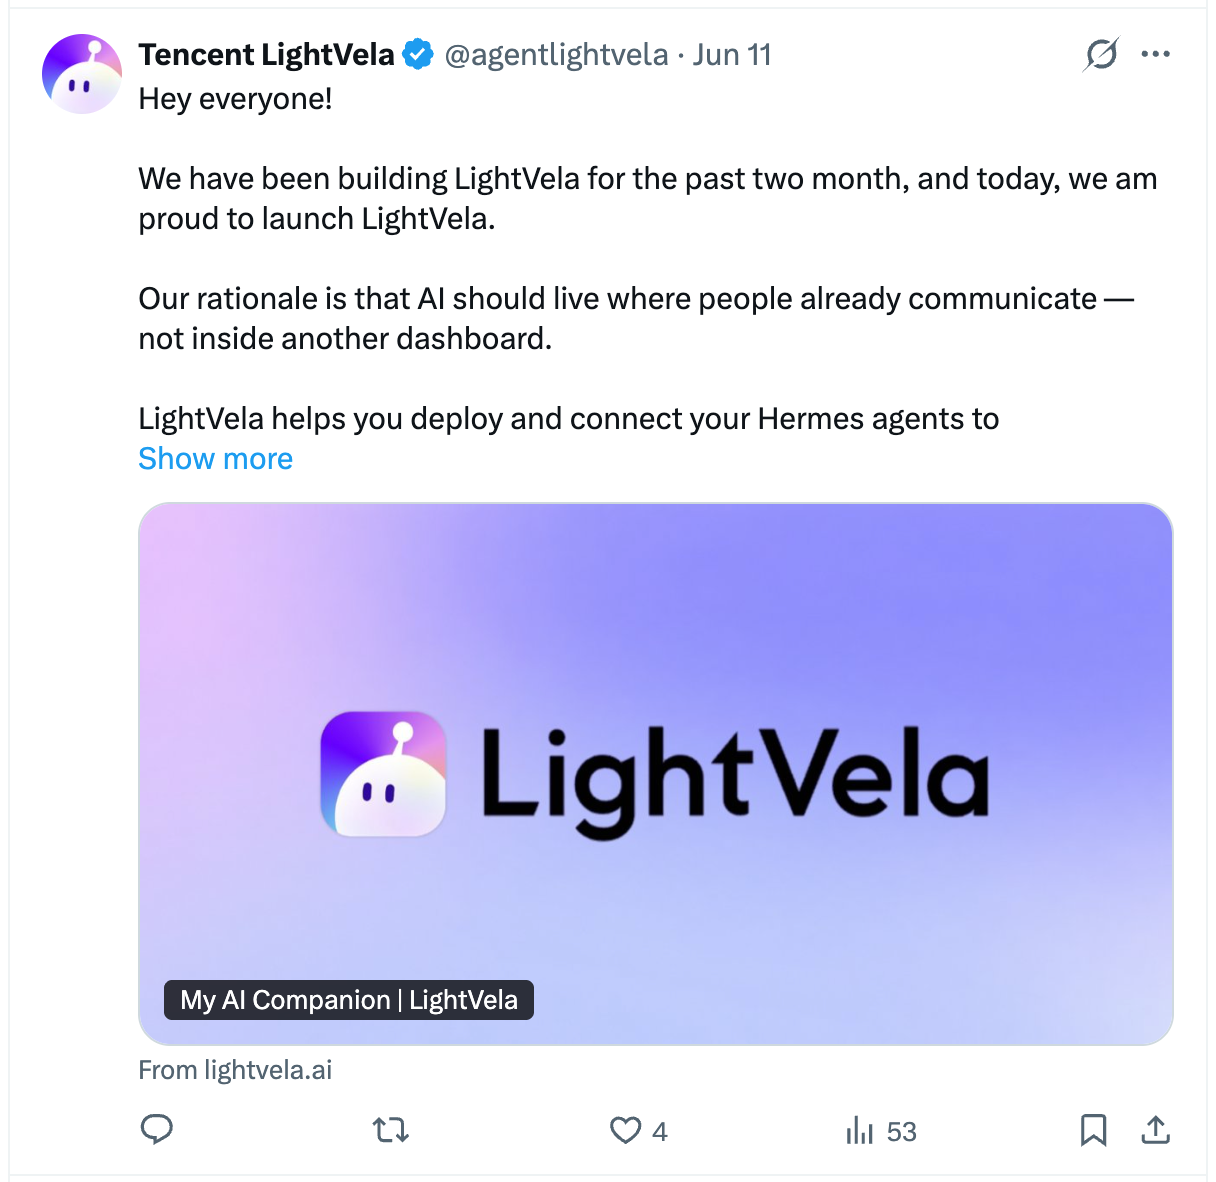 Tencent LightVela @agentlightvela · Jun 11
Hey everyone!
We have been building LightVela for the past two month, and today, we am
proud to launch LightVela.
Our rationale is that AI should live where people already communicate —
not inside another dashboard.
LightVela helps you deploy and connect your Hermes agents to
Show more
LightVela
My AI Companion | LightVela
From lightvela.ai
4
53